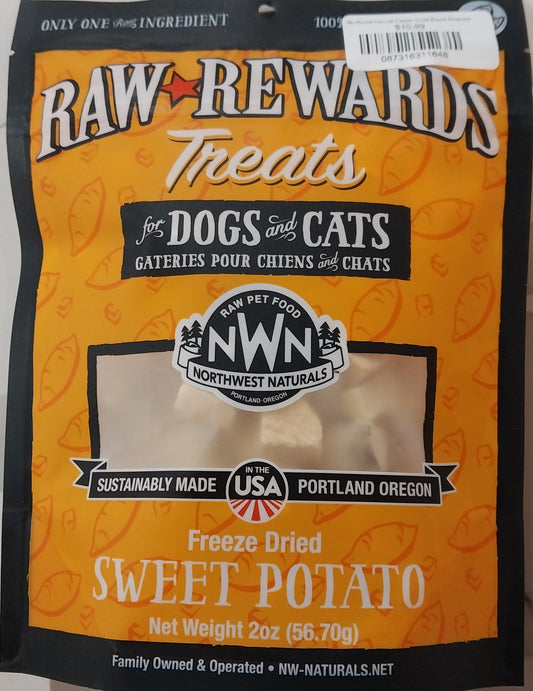 ONLY ONE Raw INGREDIENT 100%
$10.99
087316311648
RAW REWARDS
Treats
for DOGS and CATS
GATERIES POUR CHIENS and CHATS
RAW PET FOOD
NWN
NORTHWEST NATURALS
PORTLAND·OREGON
SUSTAINABLY MADE IN THE USA PORTLAND OREGON
Freeze Dried
SWEET POTATO
Net Weight 2oz (56.70g)
Family Owned & Operated • NW-NATURALS.NET